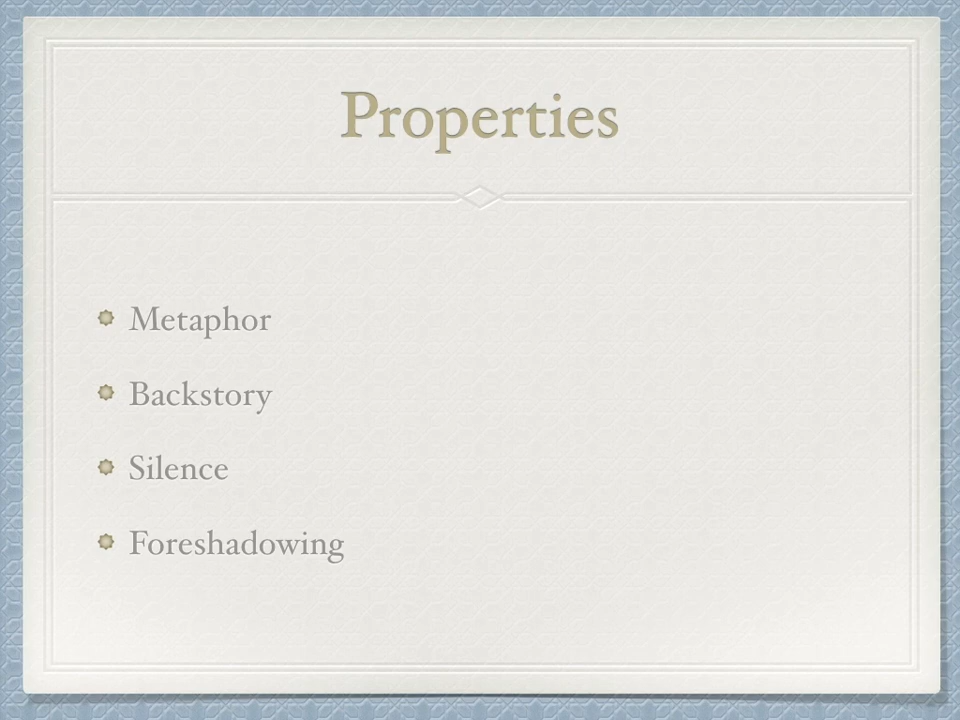 Properties
Metaphor
Backstory
Silence
Foreshadowing